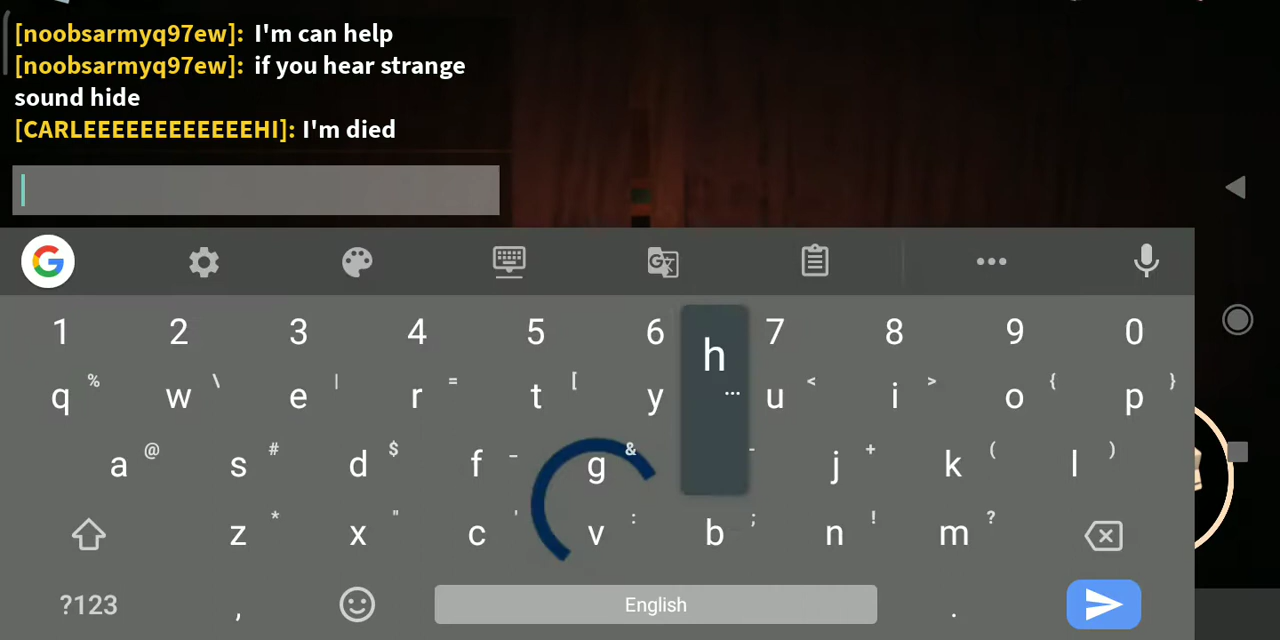 [noobsarmyq97ew]: I'm can help
[noobsarmyq97ew]: if you hear strange
sound hide
[CARLEEEEEEEEEEEEHI]: I'm died
G
1 2 3 4 5 6 7 8 9 0
h
q % w \ e | r = t [ y u < i > o { p }
a @ s # d $ f _ g & - j + k ( l )
z * x " c ' v : b ; n ! m ?
?123 , English .